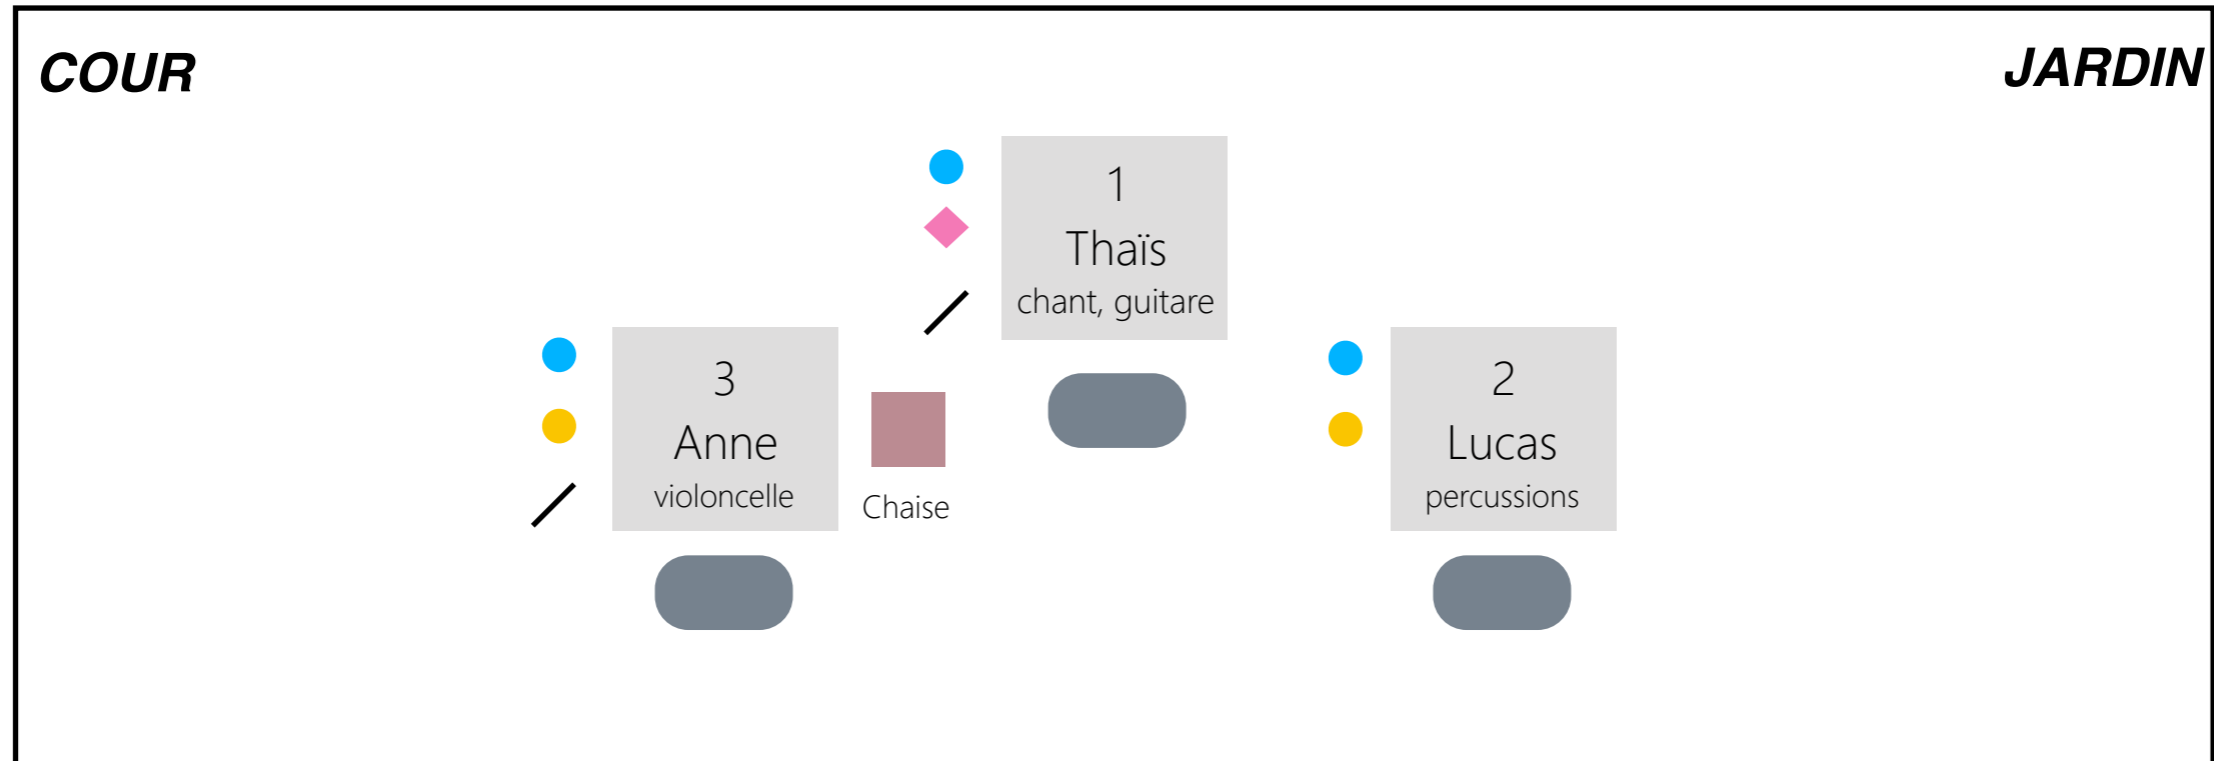 COUR
JARDIN
1
Thaïs
chant, guitare
3
Anne
violoncelle
Chaise
2
Lucas
percussions